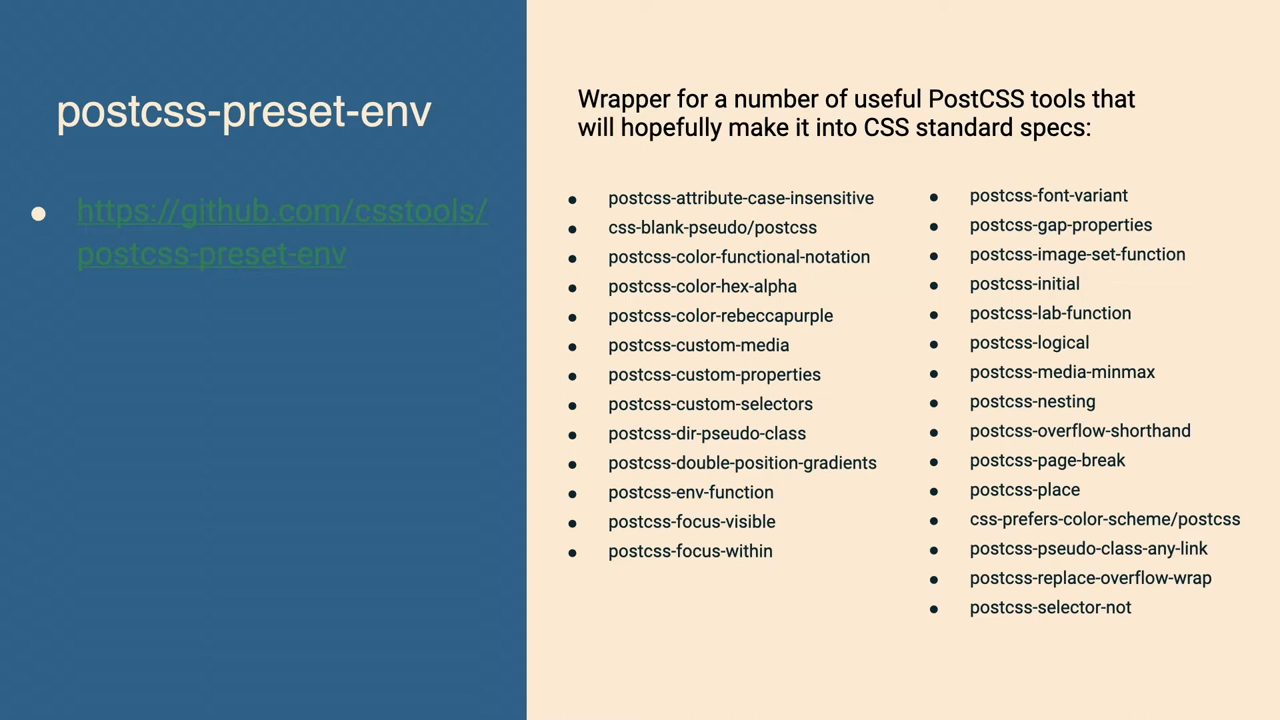 postcss-preset-env
● https://github.com/csstools/
postcss-preset-env
Wrapper for a number of useful PostCSS tools that
will hopefully make it into CSS standard specs:
● postcss-attribute-case-insensitive
● css-blank-pseudo/postcss
● postcss-color-functional-notation
● postcss-color-hex-alpha
● postcss-color-rebeccapurple
● postcss-custom-media
● postcss-custom-properties
● postcss-custom-selectors
● postcss-dir-pseudo-class
● postcss-double-position-gradients
● postcss-env-function
● postcss-focus-visible
● postcss-focus-within
● postcss-font-variant
● postcss-gap-properties
● postcss-image-set-function
● postcss-initial
● postcss-lab-function
● postcss-logical
● postcss-media-minmax
● postcss-nesting
● postcss-overflow-shorthand
● postcss-page-break
● postcss-place
● css-prefers-color-scheme/postcss
● postcss-pseudo-class-any-link
● postcss-replace-overflow-wrap
● postcss-selector-not